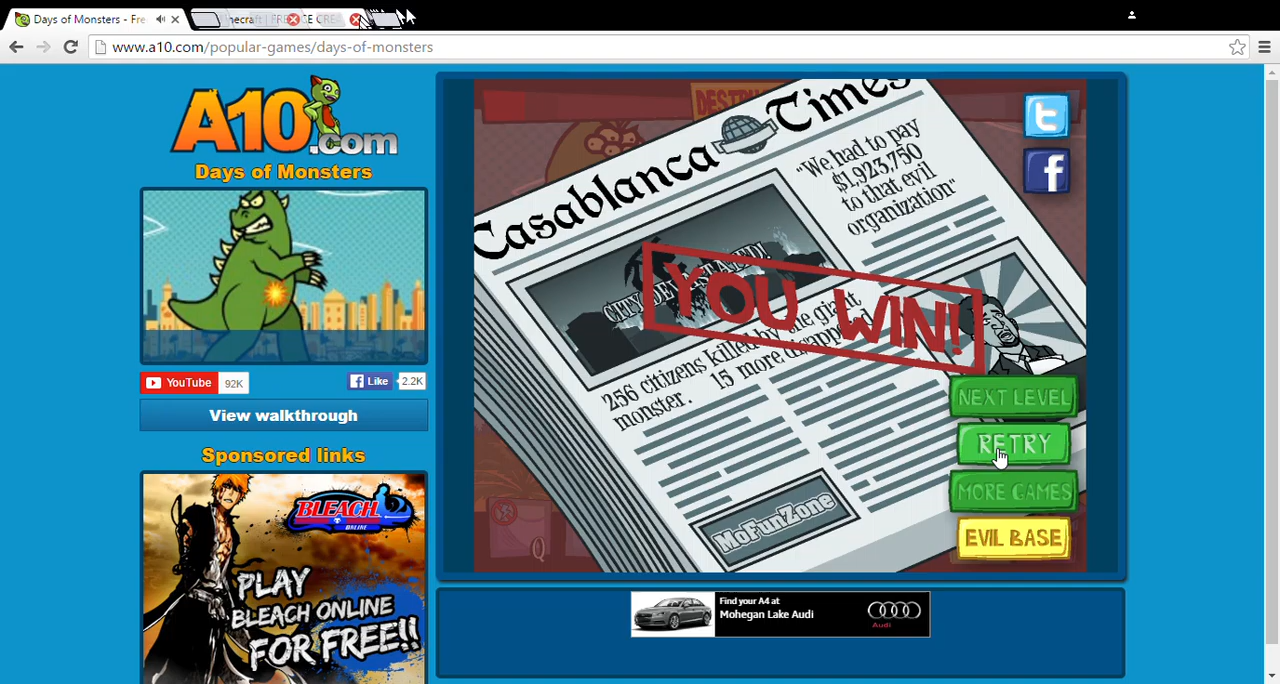 Days of Monsters - Fre
www.a10.com/popular-games/days-of-monsters
A10.com
Days of Monsters
YouTube 92K
Like 2.2K
View walkthrough
Sponsored links
BLEACH
ONLINE
PLAY
BLEACH ONLINE
FOR FREE!!
Casablanca Times
"We had to pay
$1,923,750
to that evil
organization"
YOU WIN!
256 citizens killed by the giant
monster. 15 more
MoFunZone
Q
NEXT LEVEL
RETRY
MORE GAMES
EVIL BASE
Find your A4 at
Mohegan Lake Audi
Audi